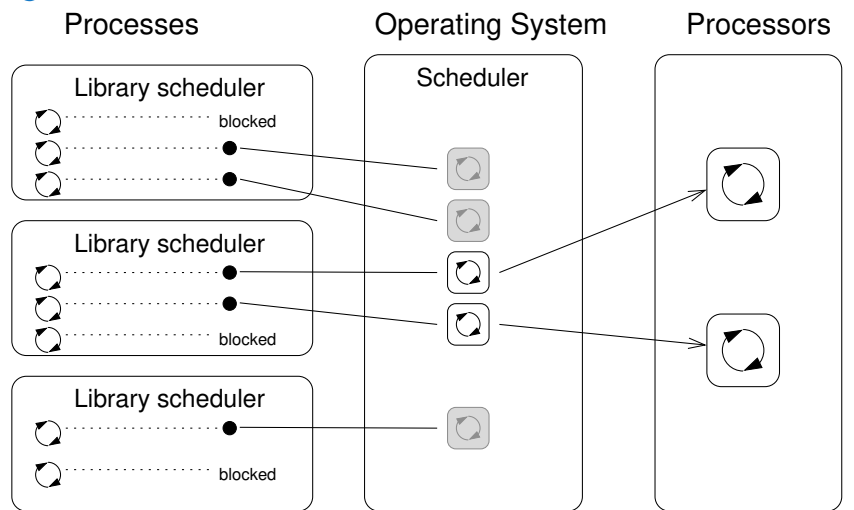 Processes
Operating System
Processors
Library scheduler
blocked
Library scheduler
blocked
Library scheduler
blocked
Scheduler